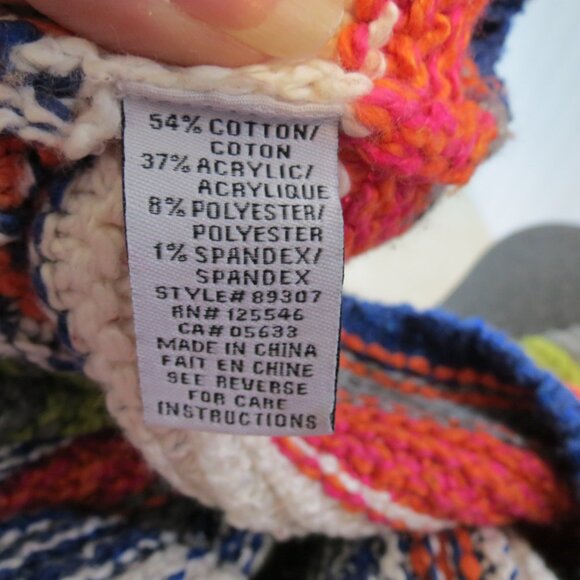 54% COTTON/
COTON
37% ACRYLIC/
ACRYLIQUE
8% POLYESTER/
POLYESTER
1% SPANDEX/
SPANDEX
STYLE# 89307
RN# 125546
CA# 05633
MADE IN CHINA
FAIT EN CHINE
SEE REVERSE
FOR CARE
INSTRUCTIONS